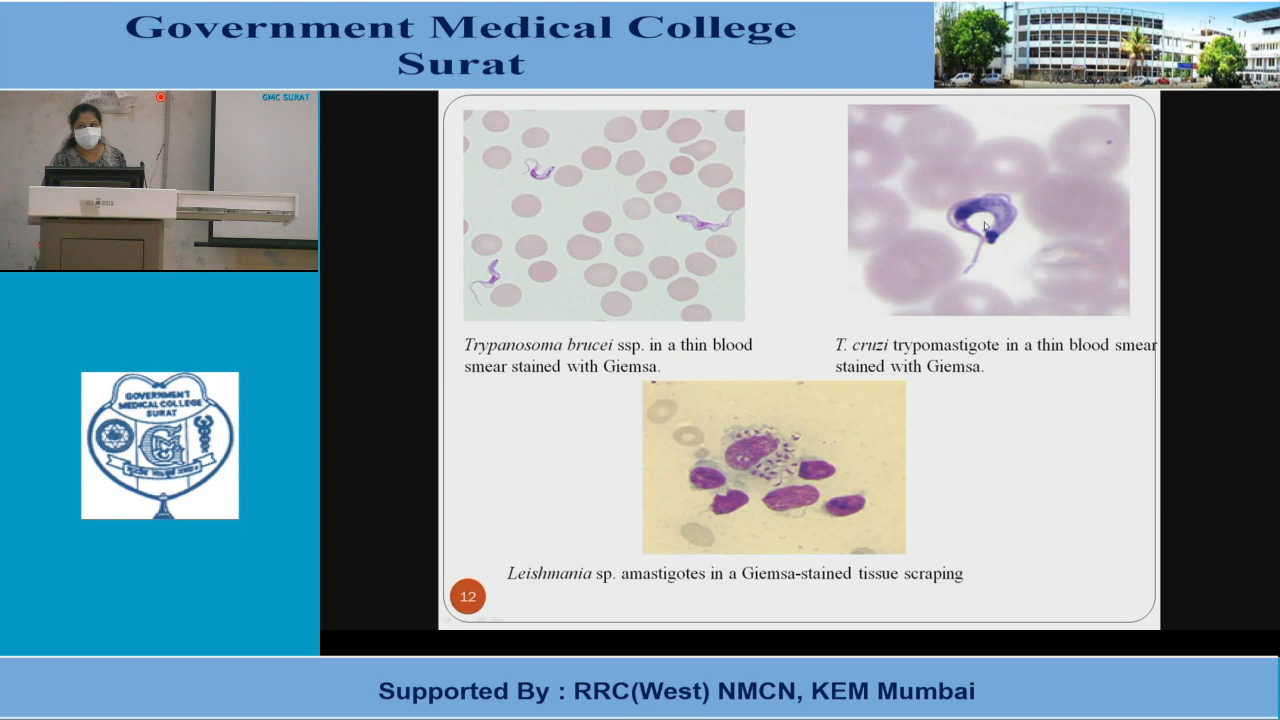 Government Medical College
Surat
GMC SURAT
Trypanosoma brucei ssp. in a thin blood
smear stained with Giemsa.
T. cruzi trypomastigote in a thin blood smear
stained with Giemsa.
GOVERNMENT
MEDICAL COLLEGE
SURAT
Leishmania sp. amastigotes in a Giemsa-stained tissue scraping
12
Supported By : RRC(West) NMCN, KEM Mumbai